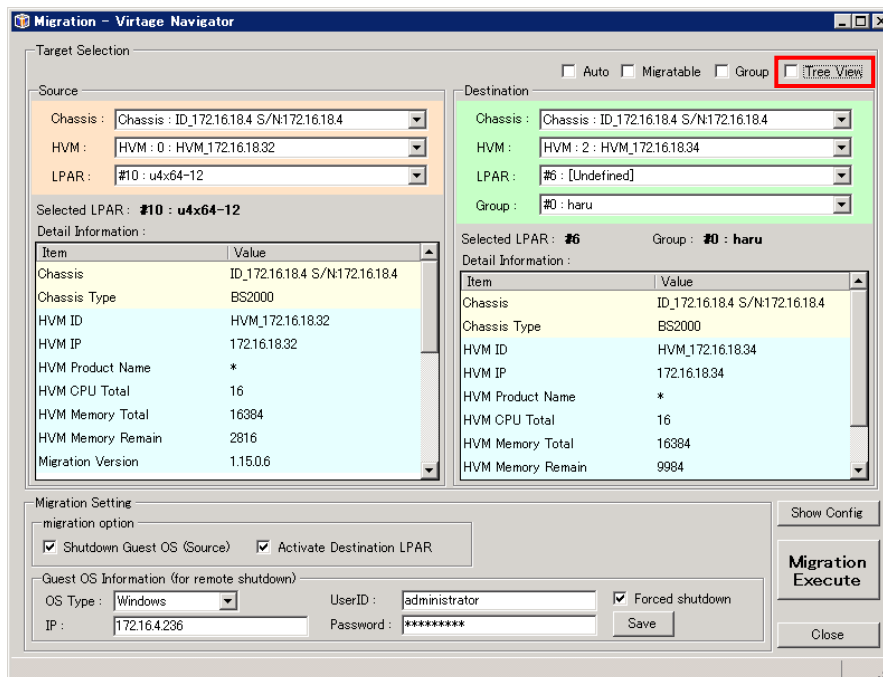 Migration - Virtage Navigator
Target Selection
Auto Migratable Group Tree View
Source
Chassis : Chassis : ID_172.16.18.4 S/N:172.16.18.4
HVM : HVM : 0 : HVM_172.16.18.32
LPAR : #10 : u4x64-12
Selected LPAR : #10 : u4x64-12
Detail Information :
Item Value
Chassis ID_172.16.18.4 S/N:172.16.18.4
Chassis Type BS2000
HVM ID HVM_172.16.18.32
HVM IP 172.16.18.32
HVM Product Name *
HVM CPU Total 16
HVM Memory Total 16384
HVM Memory Remain 2816
Migration Version 1.15.0.6
Destination
Chassis : Chassis : ID_172.16.18.4 S/N:172.16.18.4
HVM : HVM : 2 : HVM_172.16.18.34
LPAR : #6 : [Undefined]
Group : #0 : haru
Selected LPAR : #6 Group : #0 : haru
Detail Information :
Item Value
Chassis ID_172.16.18.4 S/N:172.16.18.4
Chassis Type BS2000
HVM ID HVM_172.16.18.34
HVM IP 172.16.18.34
HVM Product Name *
HVM CPU Total 16
HVM Memory Total 16384
HVM Memory Remain 9984
Migration Setting
migration option
Shutdown Guest OS (Source) Activate Destination LPAR
Guest OS Information (for remote shutdown)
OS Type : Windows UserID : administrator Forced shutdown
IP : 172.16.4.236 Password : ********* Save
Show Config
Migration
Execute
Close